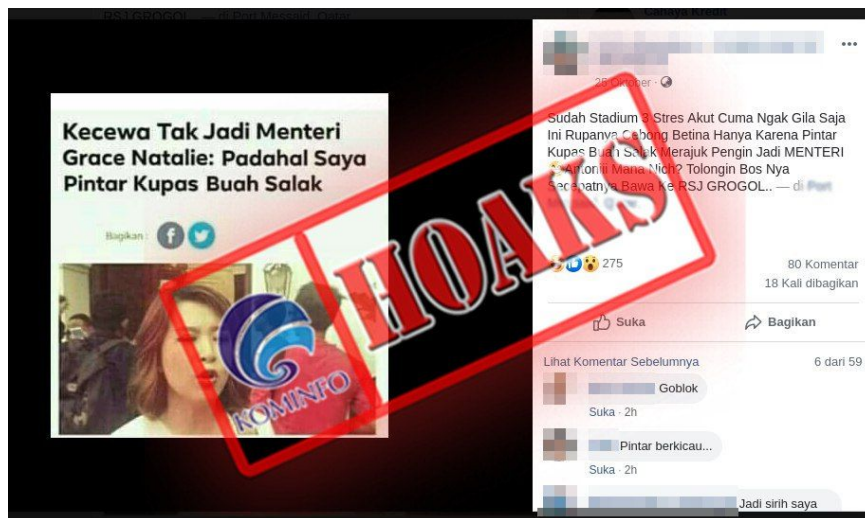 Kecewa Tak Jadi Menteri
Grace Natalie: Padahal Saya
Pintar Kupas Buah Salak
Bagikan :
HOAKS
KOMINFO
25 Oktober
Sudah Stadium 3 Stres Akut Cuma Ngak Gila Saja
Ini Rupanya Cebong Betina Hanya Karena Pintar
Kupas Buah Salak Merajuk Pengin Jadi MENTERI
Mana Nich? Tolongin Bos Nya
Secepatnya Bawa Ke RSJ GROGOL.. — di
275
80 Komentar
18 Kali dibagikan
Suka
Bagikan
Lihat Komentar Sebelumnya
6 dari 59
Goblok
Suka · 2h
Pintar berkicau...
Suka · 2h
Jadi sirih saya